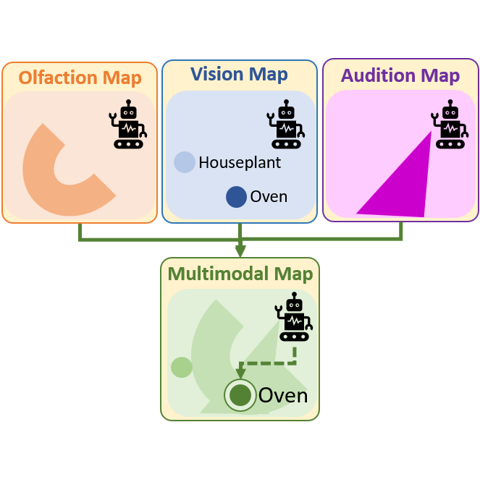 Olfaction Map
Vision Map
Audition Map
Houseplant
Oven
Multimodal Map
Oven